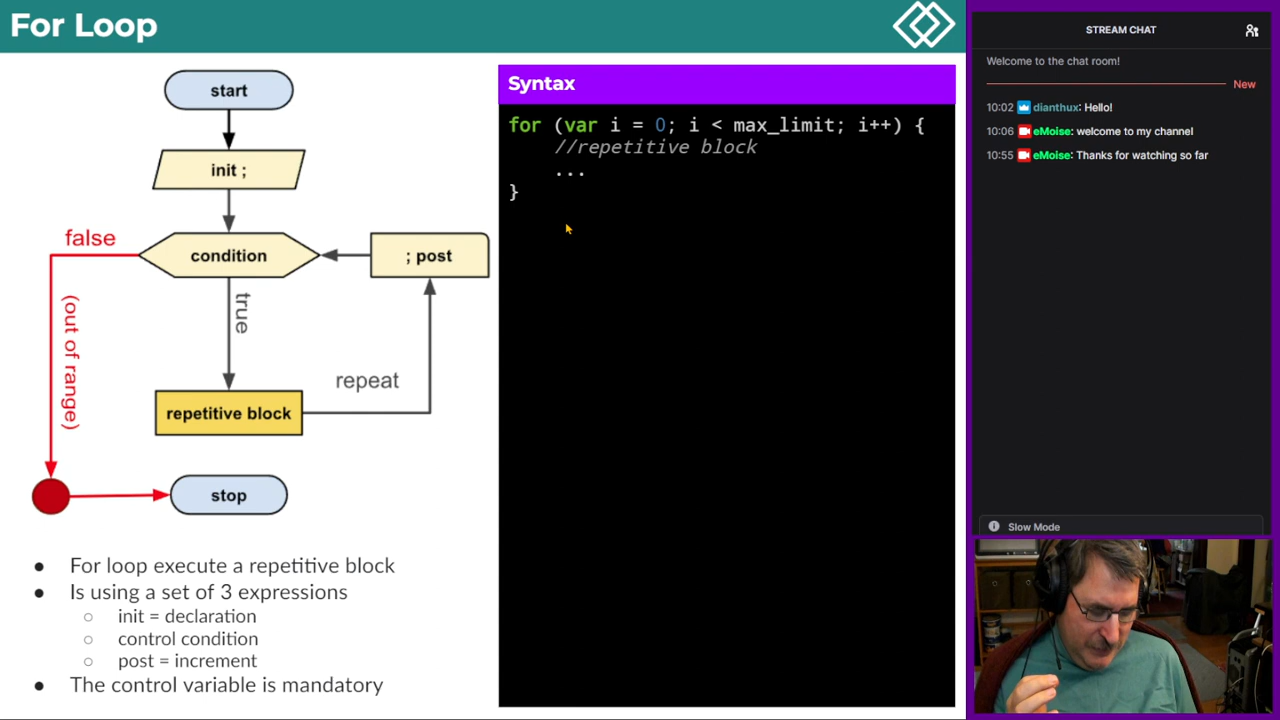 For Loop
start
init ;
condition
; post
false
true
(out of range)
repeat
repetitive block
stop
● For loop execute a repetitive block
● Is using a set of 3 expressions
○ init = declaration
○ control condition
○ post = increment
● The control variable is mandatory
Syntax
for (var i = 0; i < max_limit; i++) {
//repetitive block
...
}
STREAM CHAT
Welcome to the chat room!
New
10:02 dianthux: Hello!
10:06 eMoise: welcome to my channel
10:55 eMoise: Thanks for watching so far
Slow Mode